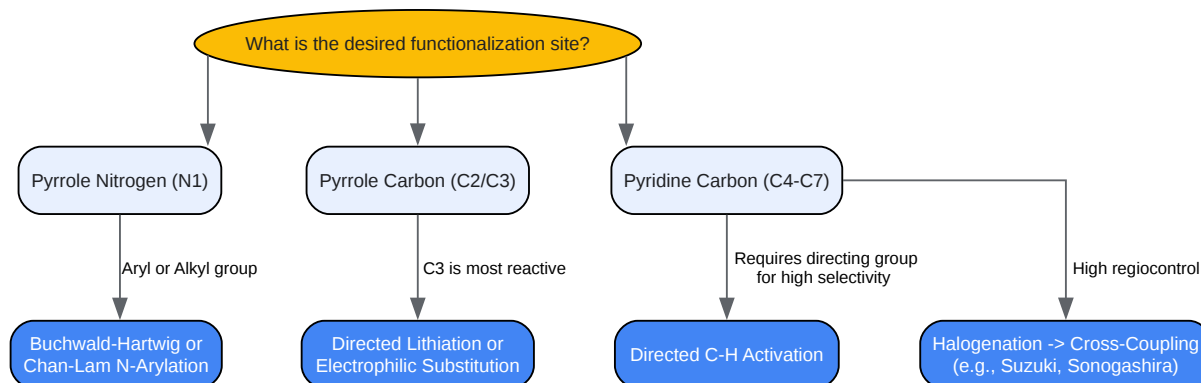 What is the desired functionalization site?
Pyrrole Nitrogen (N1)
Pyrrole Carbon (C2/C3)
Pyridine Carbon (C4-C7)
Aryl or Alkyl group
C3 is most reactive
Requires directing group
for high selectivity
High regiocontrol
Buchwald-Hartwig or
Chan-Lam N-Arylation
Directed Lithiation or
Electrophilic Substitution
Directed C-H Activation
Halogenation -> Cross-Coupling
(e.g., Suzuki, Sonogashira)